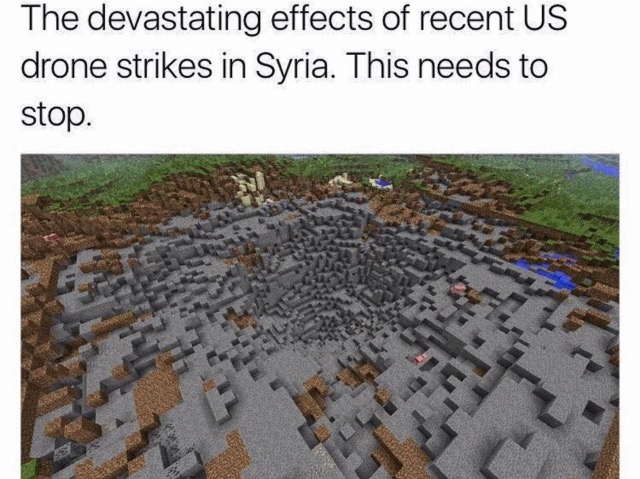 The devastating effects of recent US
drone strikes in Syria. This needs to
stop.